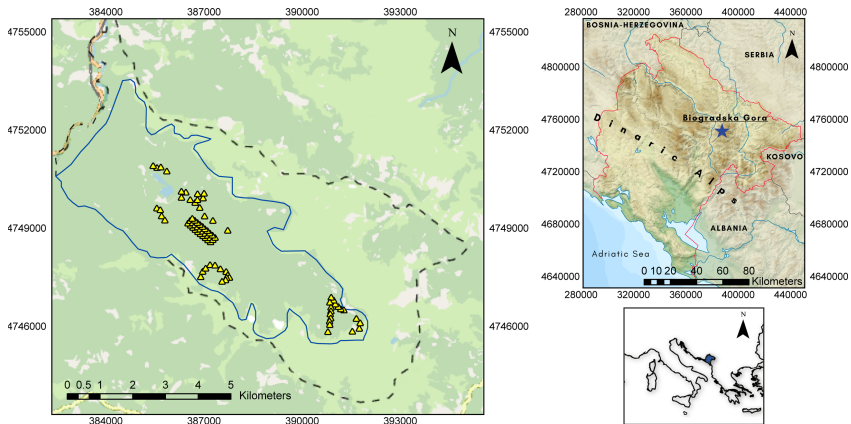 384000 387000 390000 393000
4755000 4755000
4752000 4752000
4749000 4749000
4746000 4746000
N
0 0.5 1 2 3 4 5
Kilometers
384000 387000 390000 393000
280000 320000 360000 400000 440000
BOSNIA-HERZEGOVINA
N
SERBIA
4800000 4800000
Biogradska Gora
4760000 4760000
Dinaric Alps
KOSOVO
4720000 4720000
4680000 4680000
ALBANIA
Adriatic Sea
0 10 20 40 60 80
Kilometers
4640000 4640000
280000 320000 360000 400000 440000
N